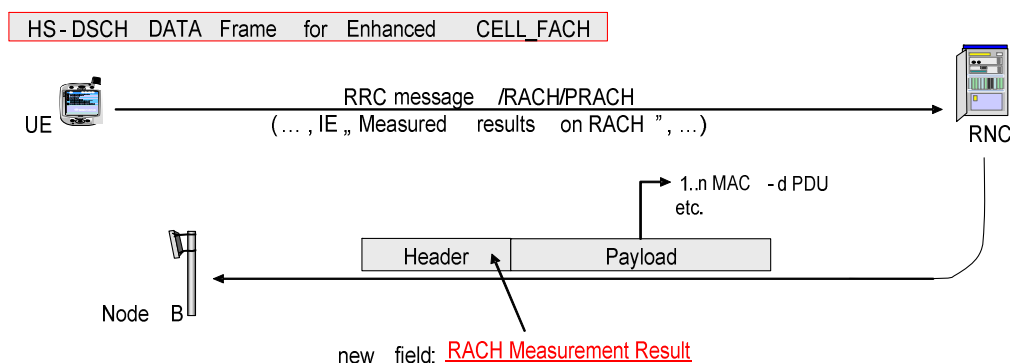 HS-DSCH DATA Frame for Enhanced CELL_FACH
RRC message /RACH/PRACH
(… , IE „ Measured results on RACH ”, …)
UE
RNC
1..n MAC -d PDU
etc.
Header Payload
Node B
new field: RACH Measurement Result